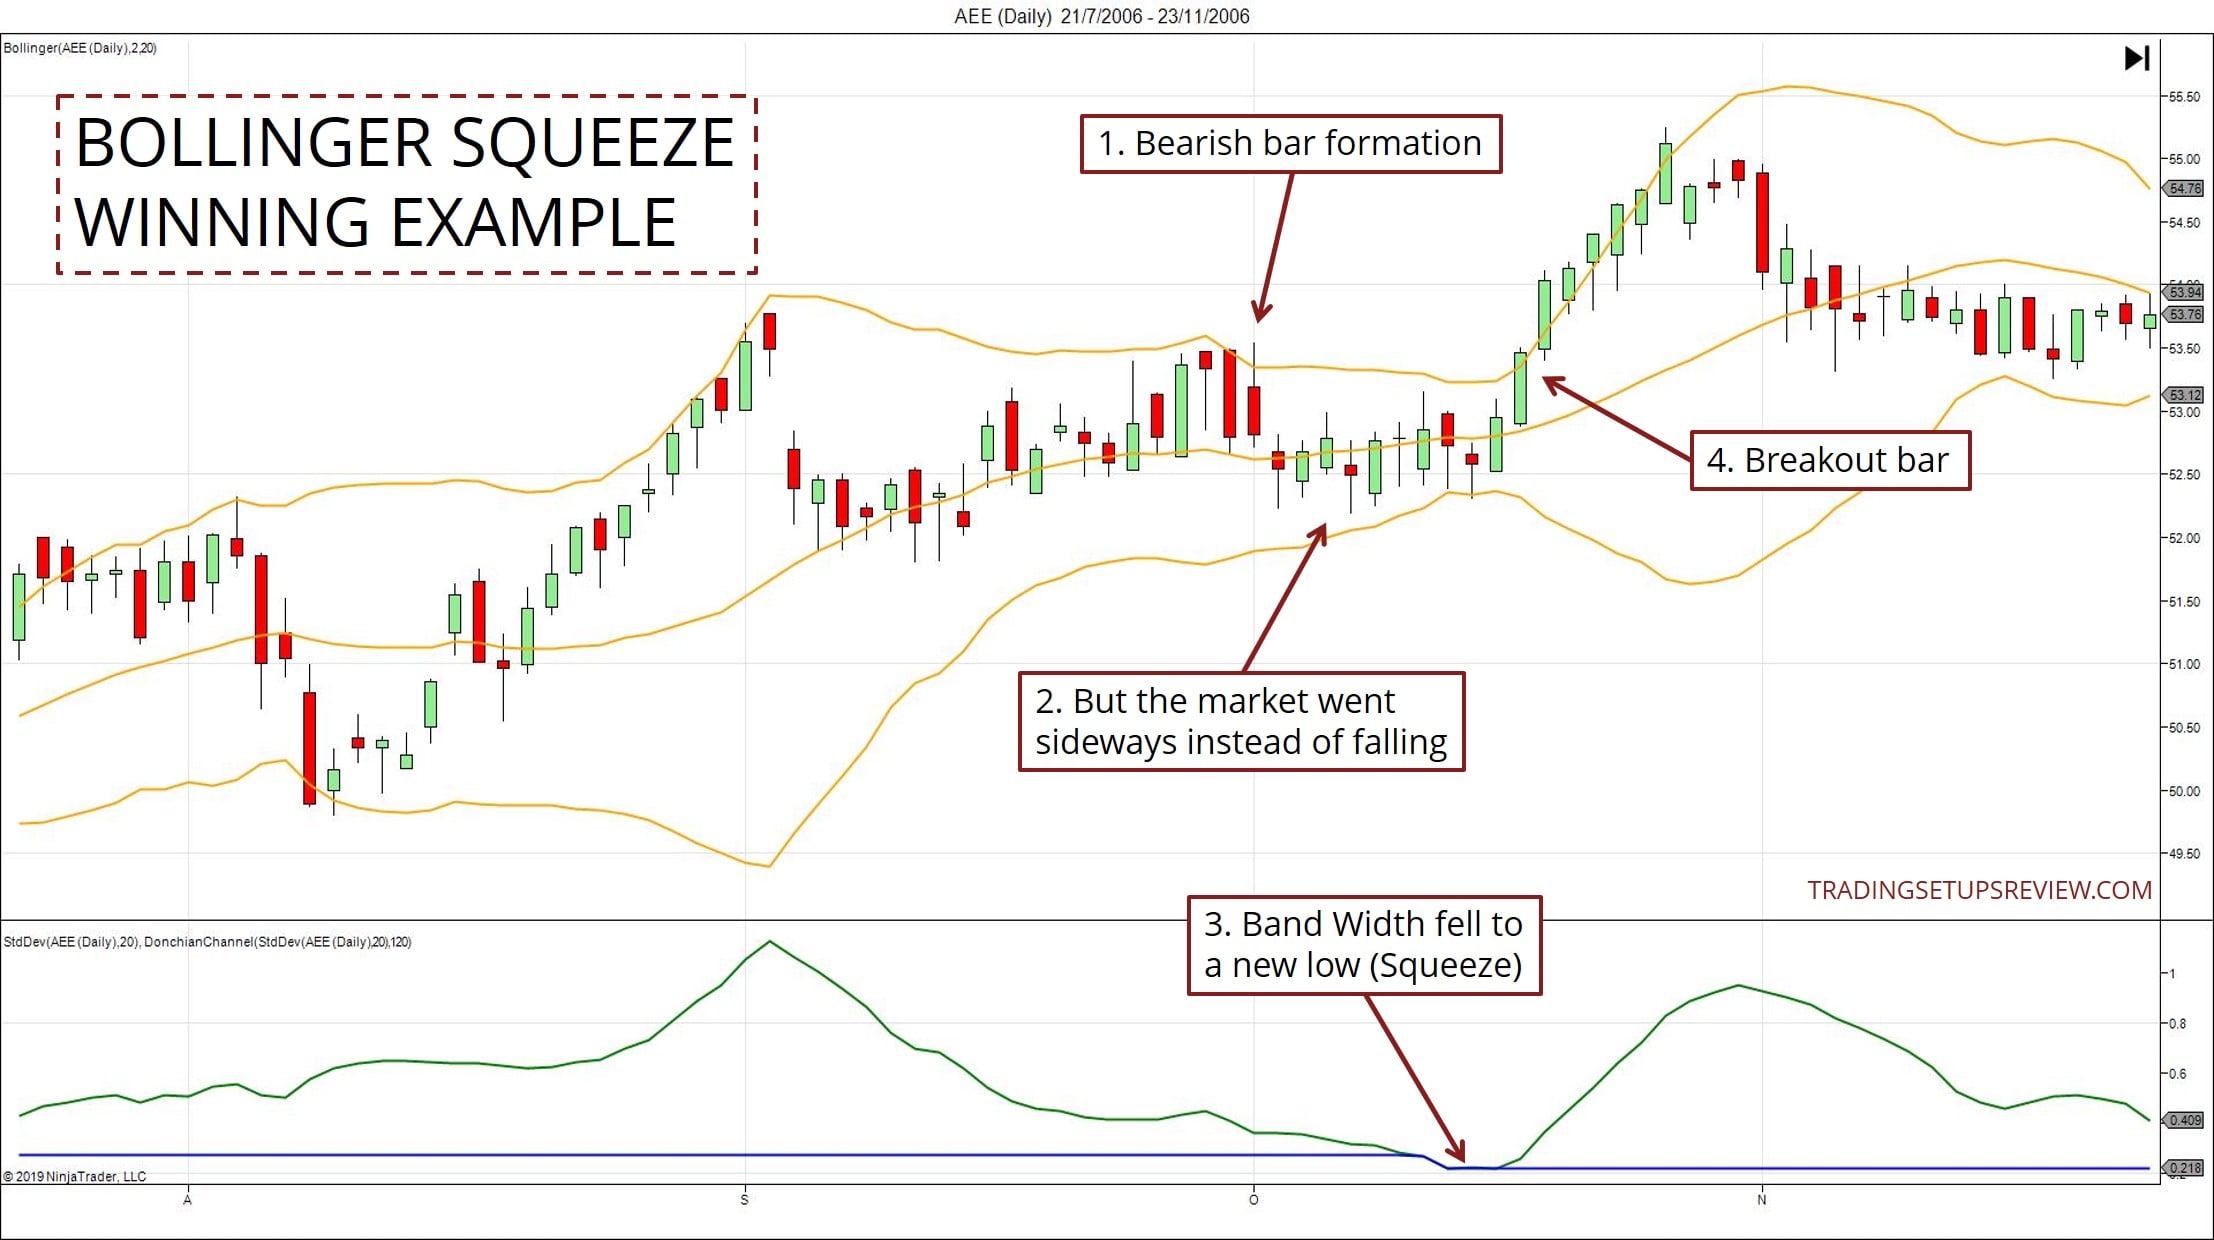 AEE (Daily) 21/7/2006 - 23/11/2006
Bollinger(AEE (Daily),2,20)
BOLLINGER SQUEEZE
WINNING EXAMPLE
1. Bearish bar formation
4. Breakout bar
2. But the market went
sideways instead of falling
55.50
55.00
54.76
54.50
54.00
53.94
53.76
53.50
53.12
53.00
52.50
52.00
51.50
51.00
50.50
50.00
49.50
TRADINGSETUPSREVIEW.COM
StdDev(AEE (Daily),20), DonchianChannel(StdDev(AEE (Daily),20),120)
3. Band Width fell to
a new low (Squeeze)
1
0.8
0.6
0.409
0.218
© 2019 NinjaTrader, LLC
A
S
O
N